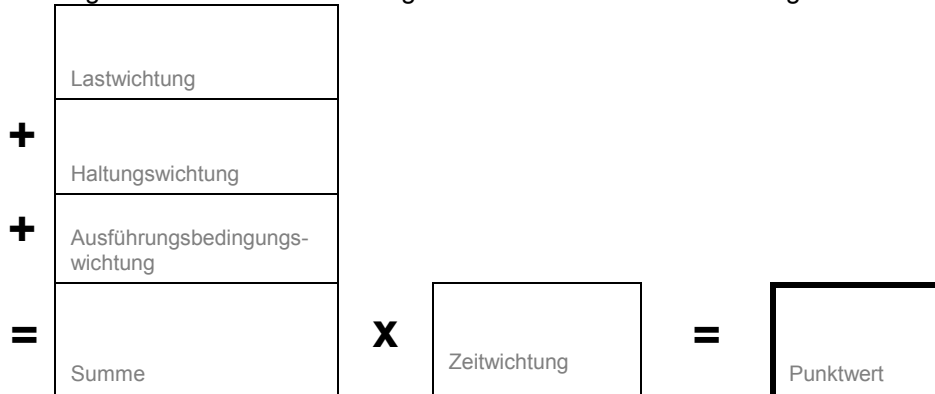 Lastwichtung
+
Haltungswichtung
+
Ausführungsbedingungs-
wichtung
=
Summe
X
Zeitwichtung
=
Punktwert